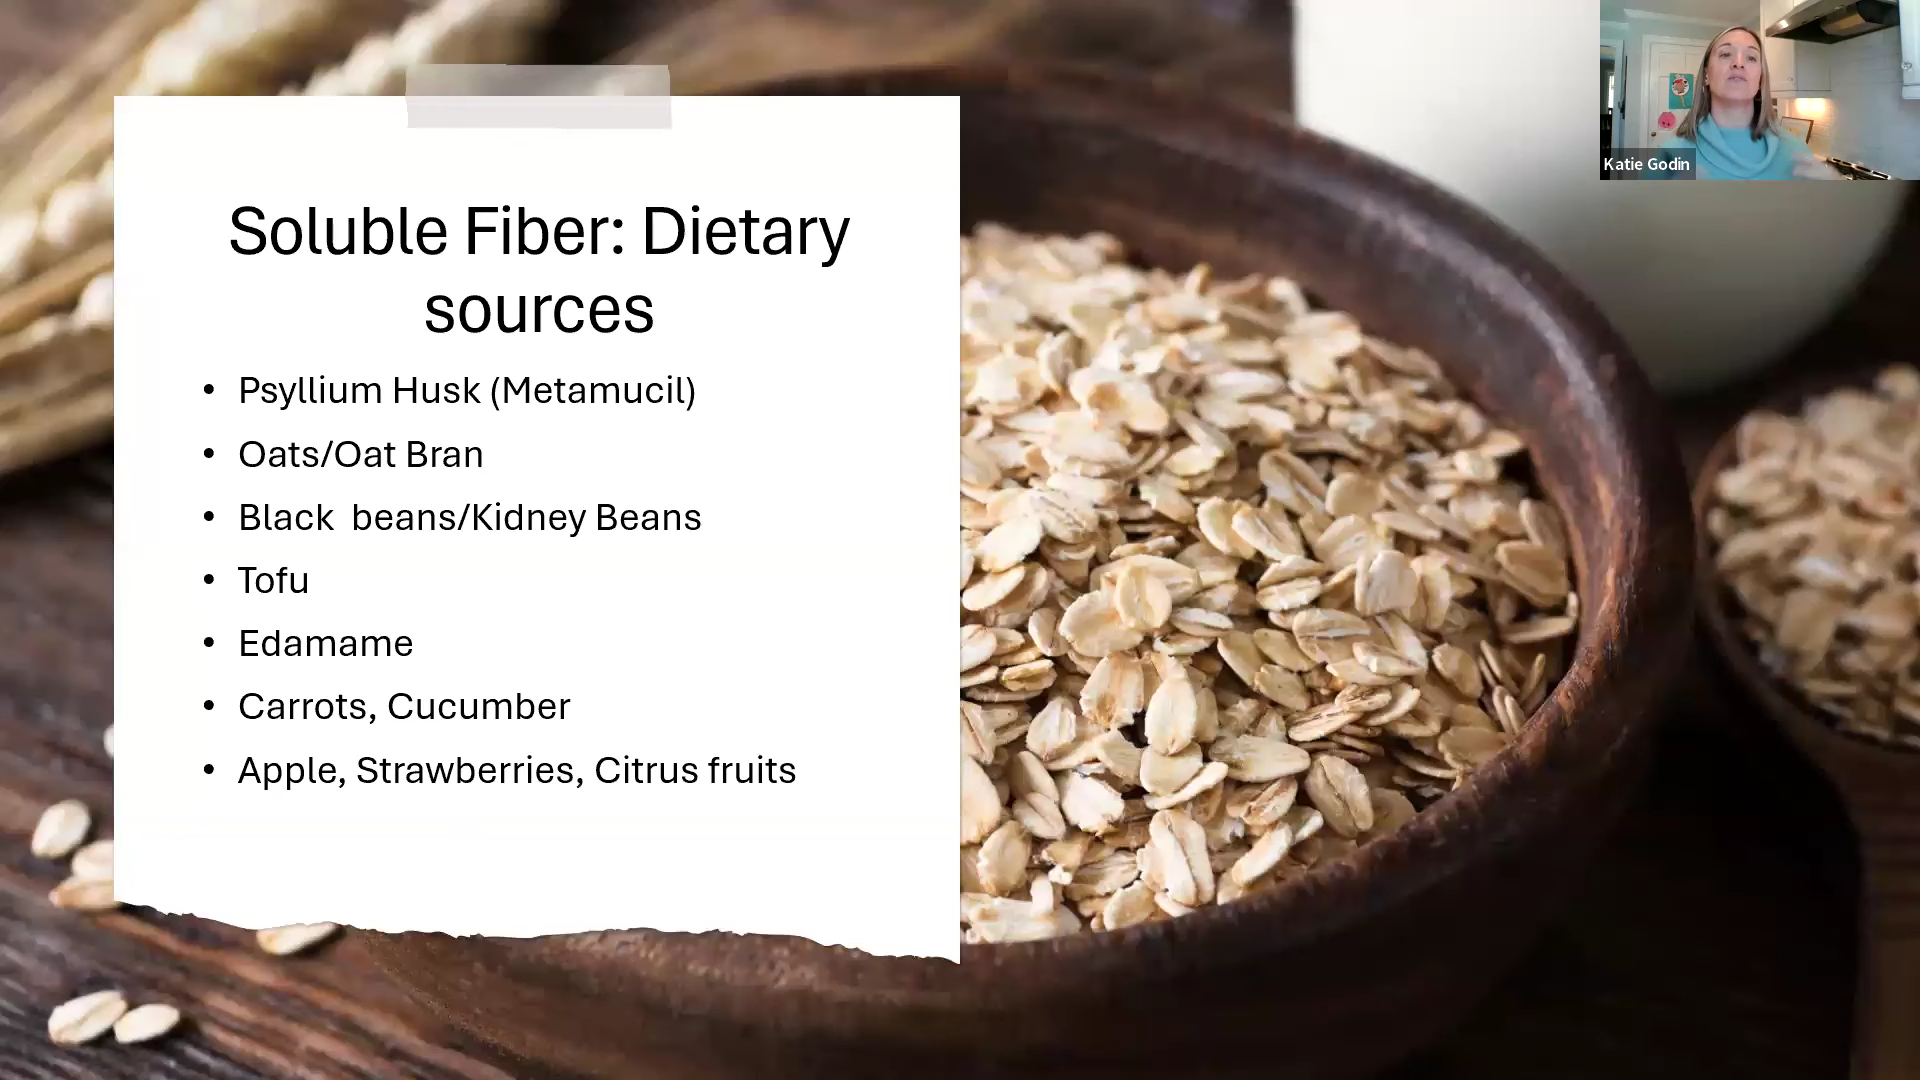 Soluble Fiber: Dietary
sources
• Psyllium Husk (Metamucil)
• Oats/Oat Bran
• Black  beans/Kidney Beans
• Tofu
• Edamame
• Carrots, Cucumber
• Apple, Strawberries, Citrus fruits
Katie Godin